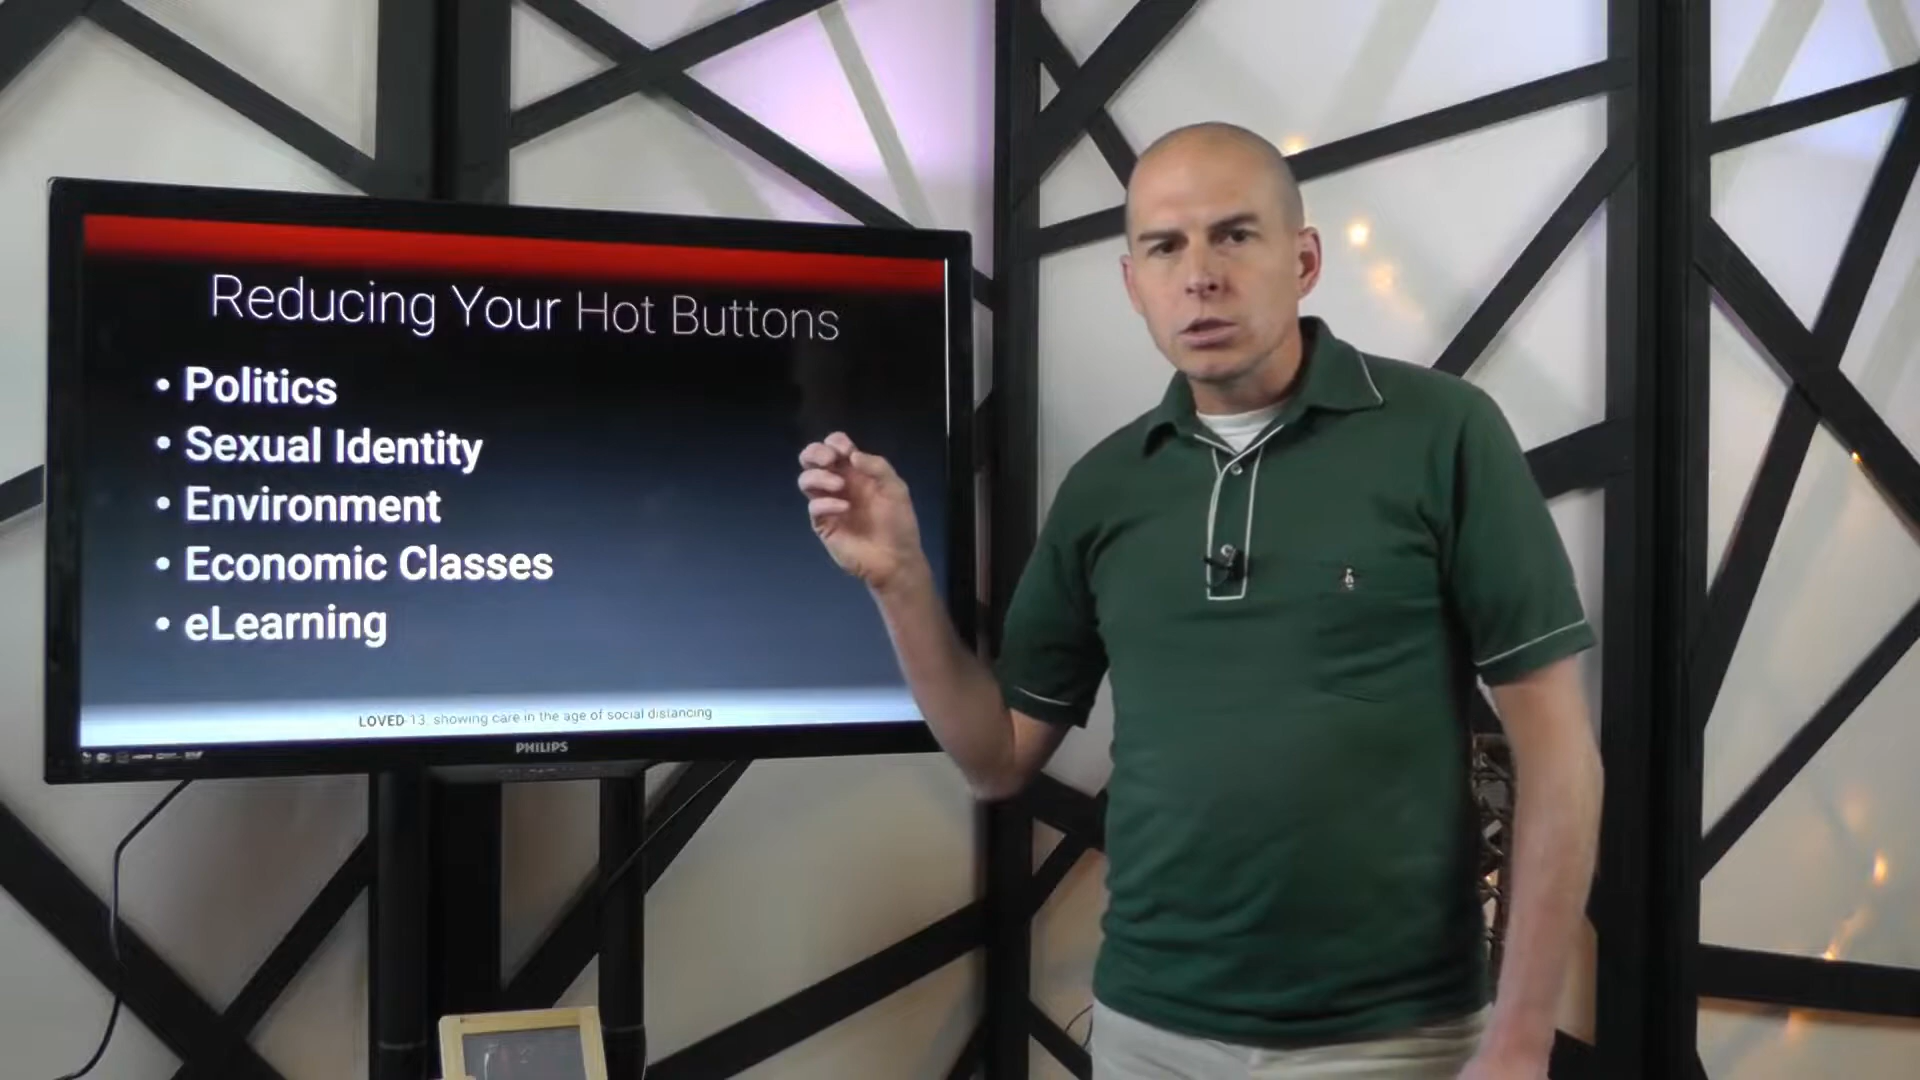 Reducing Your Hot Buttons
• Politics
• Sexual Identity
• Environment
• Economic Classes
• eLearning
LOVED-13: showing care in the age of social distancing
PHILIPS